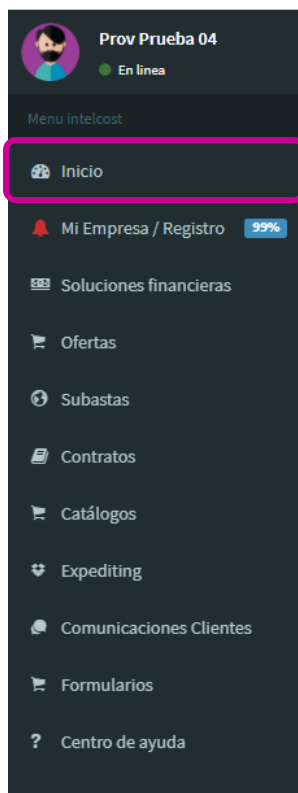 Prov Prueba 04
En linea
Menu intelcost
Inicio
Mi Empresa / Registro 99%
Soluciones financieras
Ofertas
Subastas
Contratos
Catálogos
Expediting
Comunicaciones Clientes
Formularios
? Centro de ayuda